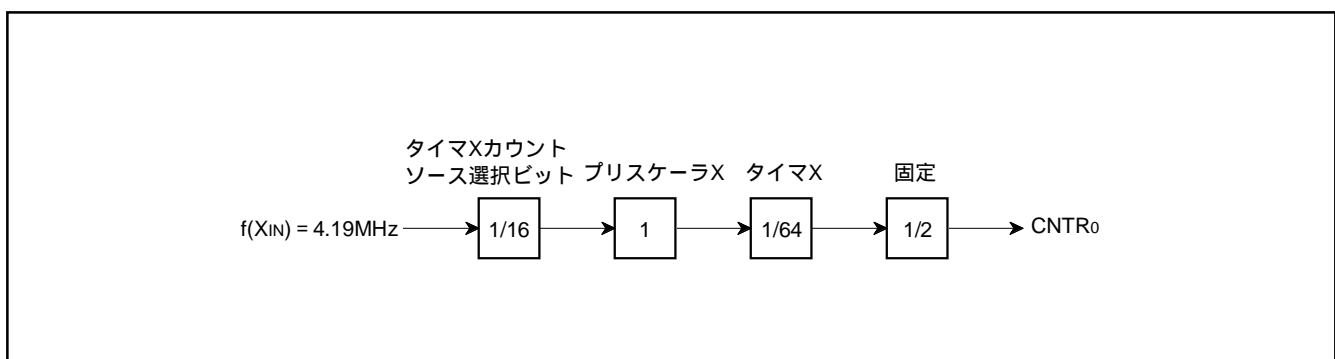 タイマXカウント
ソース選択ビット プリスケーラX タイマX 固定
f(XIN) = 4.19MHz 1/16 1 1/64 1/2 CNTR0